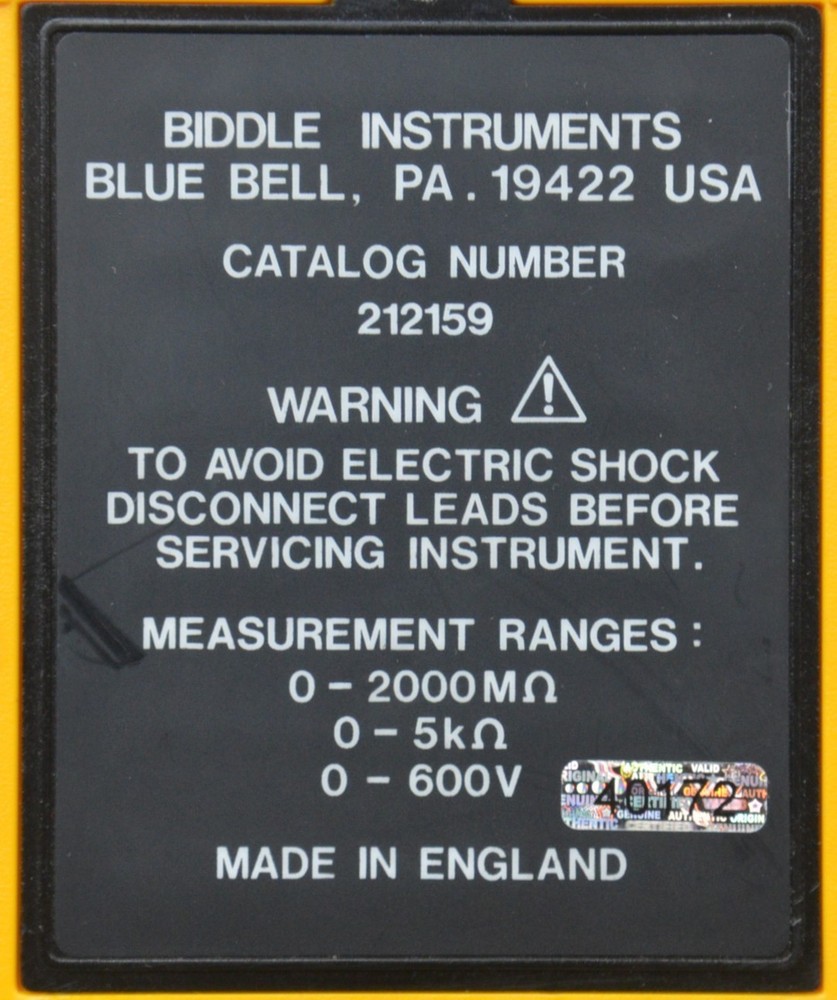 BIDDLE INSTRUMENTS
BLUE BELL, PA. 19422 USA
CATALOG NUMBER
212159
WARNING
TO AVOID ELECTRIC SHOCK
DISCONNECT LEADS BEFORE
SERVICING INSTRUMENT.
MEASUREMENT RANGES:
0 - 2000MΩ
0 - 5kΩ
0 - 600V
40172
MADE IN ENGLAND